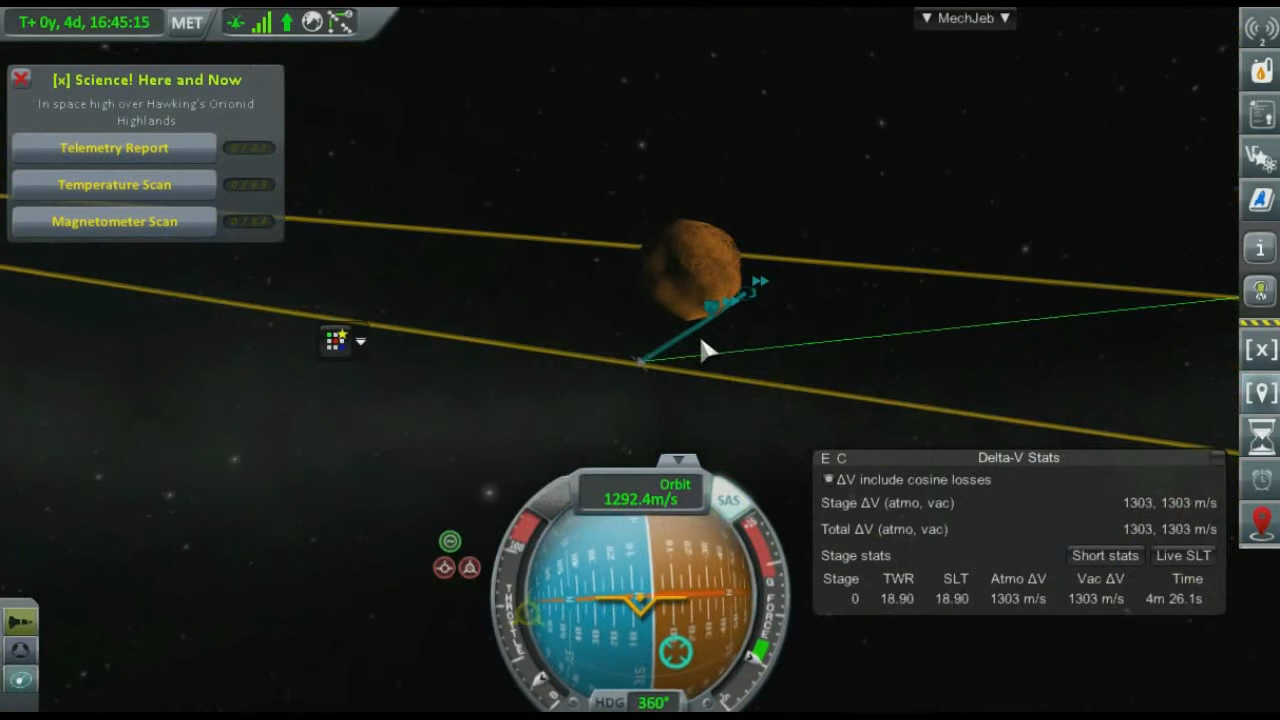 T+ 0y, 4d, 16:45:15
MET
▼ MechJeb ▼
2
[x] Science! Here and Now
In space high over Hawking's Orionid
Highlands
Telemetry Report
Temperature Scan
Magnetometer Scan
[x]
Orbit
1292.4m/s
SAS
E C
Delta-V Stats
ΔV include cosine losses
Stage ΔV (atmo, vac) 1303, 1303 m/s
Total ΔV (atmo, vac) 1303, 1303 m/s
Stage stats Short stats Live SLT
Stage TWR SLT Atmo ΔV Vac ΔV Time
0 18.90 18.90 1303 m/s 1303 m/s 4m 26.1s
THROTTLE
G FORCE
HDG 360°